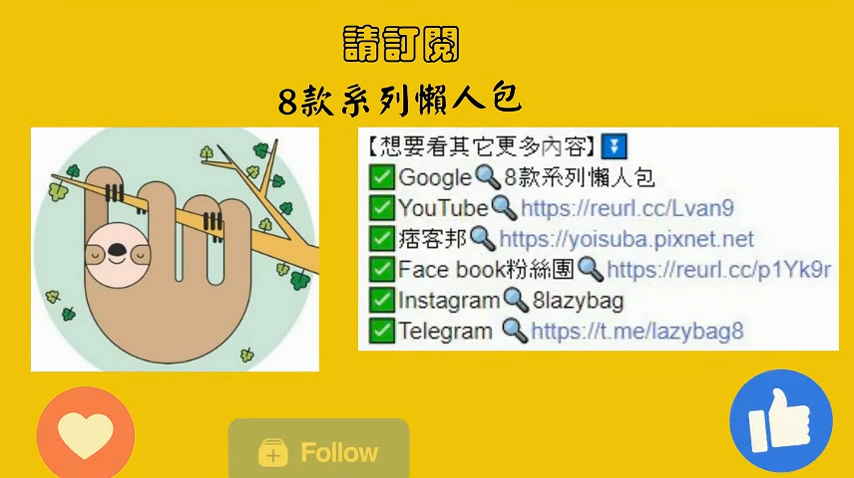 請訂閱
8款系列懶人包
【想要看其它更多內容】⏬
✅Google🔍8款系列懶人包
✅YouTube🔍https://reurl.cc/Lvan9
✅痞客邦🔍https://yoisuba.pixnet.net
✅Face book粉絲團🔍https://reurl.cc/p1Yk9r
✅Instagram🔍8lazybag
✅Telegram 🔍https://t.me/lazybag8
Follow